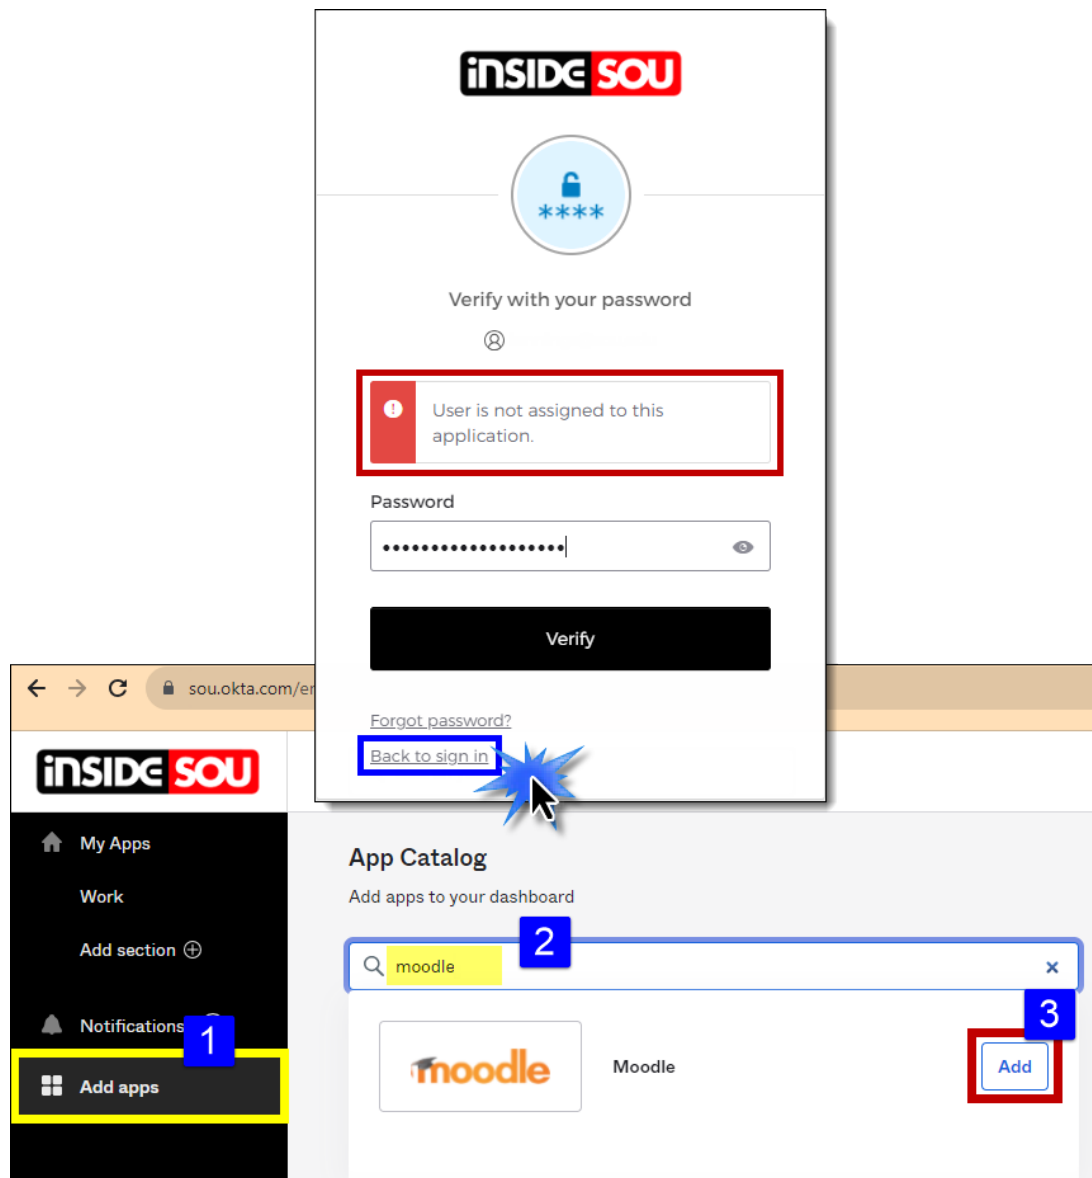 iNSIDE SOU
****
Verify with your password
User is not assigned to this
application.
Password
•••••••••••••••••••
Verify
Forgot password?
Back to sign in
sou.okta.com/er
iNSIDE SOU
My Apps
Work
Add section
Notifications
1
Add apps
App Catalog
Add apps to your dashboard
2
moodle
3
moodle
Moodle
Add